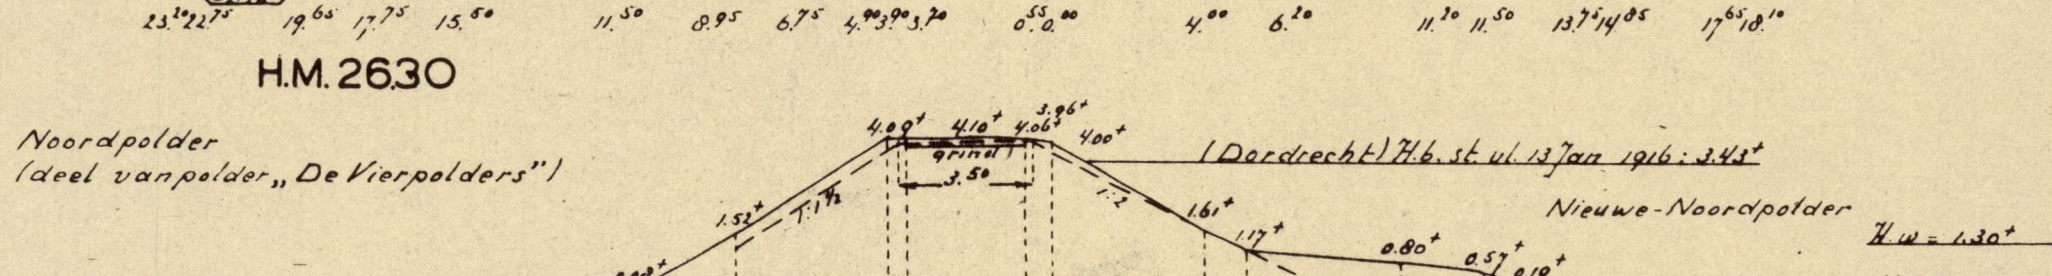 23.20 22.75 19.65 17.75 15.50 11.50 8.95 6.75 4.90 3.90 3.70 0.55 0.00 4.00 6.20 11.20 11.50 13.75 14.85 17.65 18.10
H.M. 26.30
Noordpolder
(deel van polder „De Vierpolders")
4.09+ 4.10+ 4.06+ 3.96+ 4.00+
grind
3.50
1:1½
1:2
1.52+
1.61+
1.17+
0.80+
0.57+
(Dordrecht) H.b. st. vl. 13 Jan 1916: 3.43+
Nieuwe-Noordpolder
H.w = 1.30+